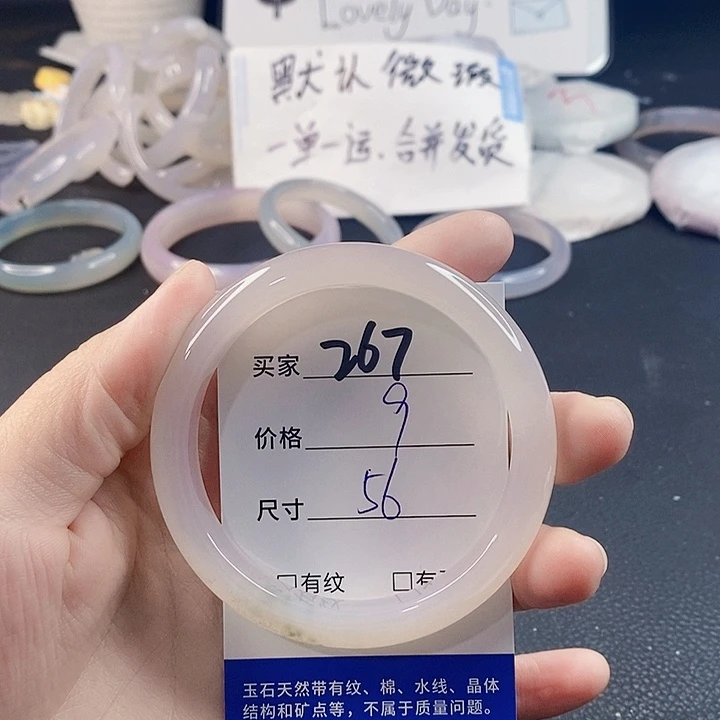 Lovely Day.
默认微瑕
一单一运.合并发货
买家 267
价格 9
尺寸 56
□有纹 □有
玉石天然带有纹、棉、水线、晶体
结构和矿点等，不属于质量问题。